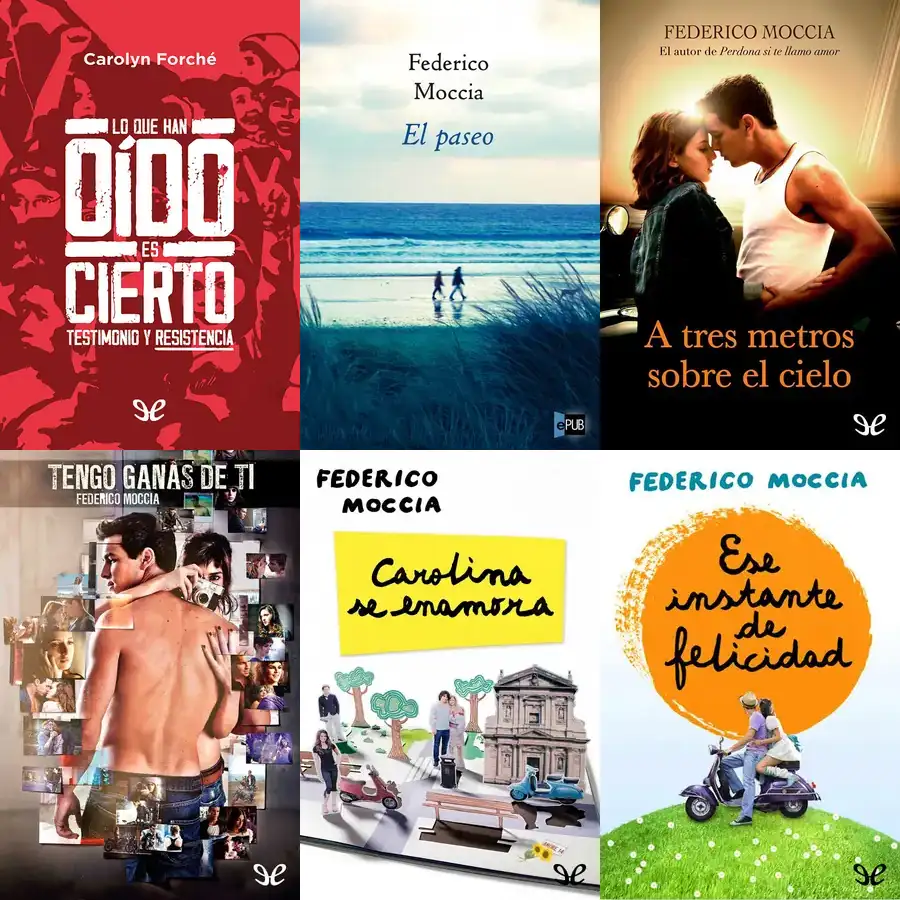 Carolyn Forché
LO QUE HAN
OÍDO
ES
CIERTO
TESTIMONIO Y RESISTENCIA
Federico
Moccia
El paseo
ePUB
FEDERICO MOCCIA
El autor de Perdona si te llamo amor
A tres metros
sobre el cielo
TENGO GANAS DE TI
FEDERICO MOCCIA
FEDERICO
MOCCIA
Carolina
se enamora
FEDERICO MOCCIA
Ese
instante
de
felicidad